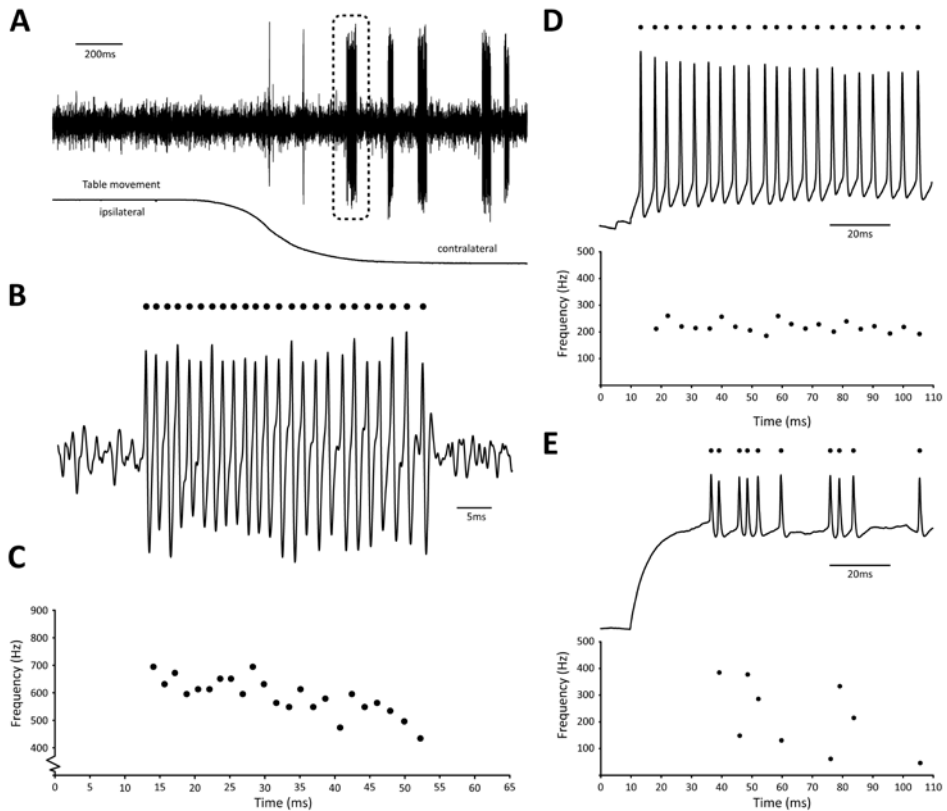 A
200ms
Table movement
ipsilateral
contralateral
B
5ms
C
900
800
700
600
500
400
Frequency (Hz)
0 5 10 15 20 25 30 35 40 45 50 55 60 65
Time (ms)
D
20ms
500
400
300
200
100
Frequency (Hz)
0 10 20 30 40 50 60 70 80 90 100 110
Time (ms)
E
20ms
500
400
300
200
100
Frequency (Hz)
0 10 20 30 40 50 60 70 80 90 100 110
Time (ms)